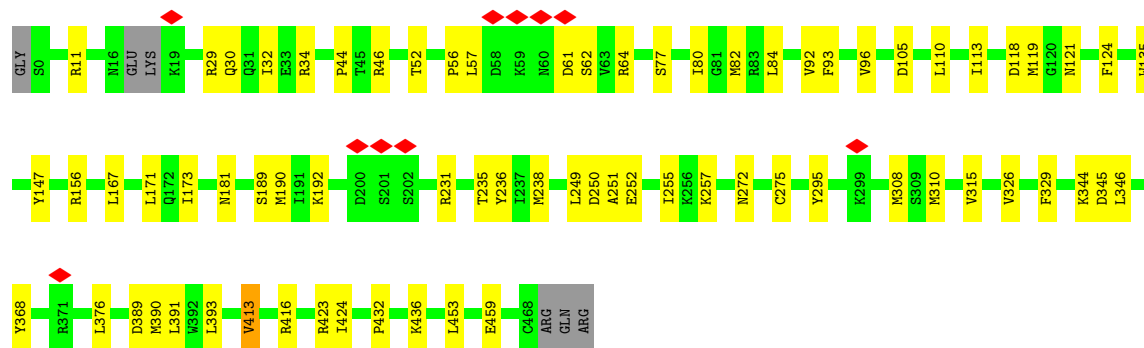 GLY S0 R11 N16 GLU LYS K19 R29 Q30 Q31 I32 E33 R34 P44 T45 R46 T52 P56 L57 D58 K59 N60 D61 S62 V63 R64 S77 I80 G81 M82 R83 L84 V92 F93 V96 D105 L110 I113 D118 M119 G120 N121 F124
Y147 R156 L167 L171 Q172 I173 N181 S189 M190 I191 K192 D200 S201 S202 R231 T235 Y236 I237 M238 L249 D250 A251 E252 I255 K256 K257 N272 C275 Y295 K299 M308 S309 M310 V315 V326 F329 K344 D345 L346
Y368 R371 L376 D389 M390 L391 W392 L393 V413 R416 R423 I424 P432 K436 L453 E459 C468 ARG GLN ARG